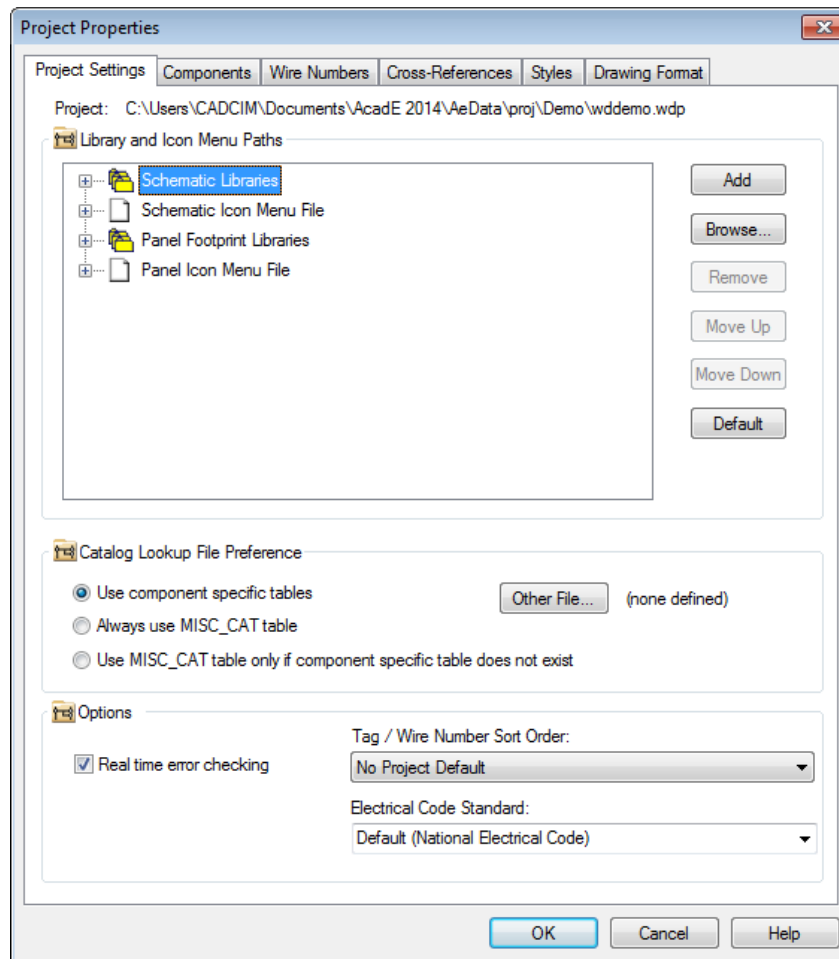 Project Properties
Project Settings Components Wire Numbers Cross-References Styles Drawing Format
Project: C:\Users\CADCIM\Documents\AcadE 2014\AeData\proj\Demo\wddemo.wdp
Library and Icon Menu Paths
Schematic Libraries
Schematic Icon Menu File
Panel Footprint Libraries
Panel Icon Menu File
Add
Browse...
Remove
Move Up
Move Down
Default
Catalog Lookup File Preference
Use component specific tables
Other File... (none defined)
Always use MISC_CAT table
Use MISC_CAT table only if component specific table does not exist
Options
Real time error checking
Tag / Wire Number Sort Order:
No Project Default
Electrical Code Standard:
Default (National Electrical Code)
OK Cancel Help